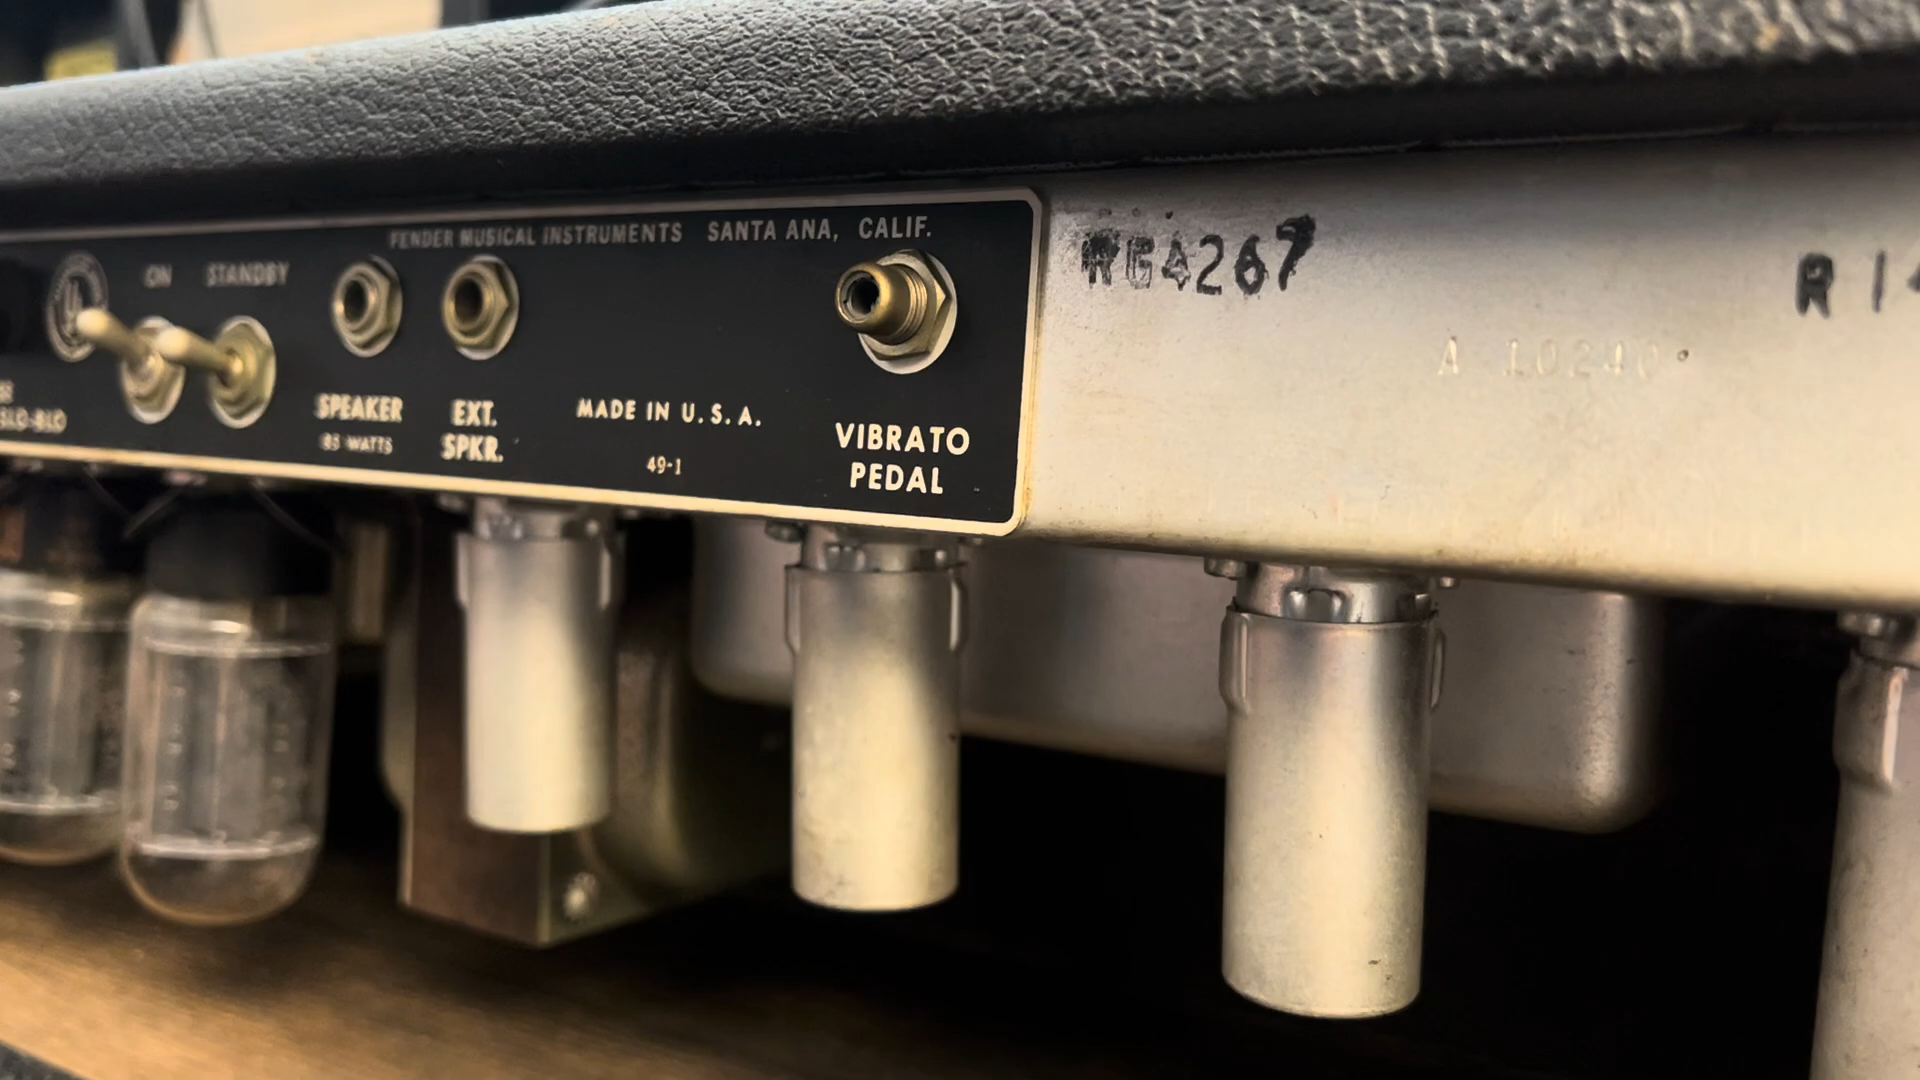 FENDER MUSICAL INSTRUMENTS SANTA ANA, CALIF.
ON STANDBY
SLO-BLO
SPEAKER
85 WATTS
EXT.
SPKR.
MADE IN U.S.A.
49-1
VIBRATO
PEDAL
A 10240
R 14